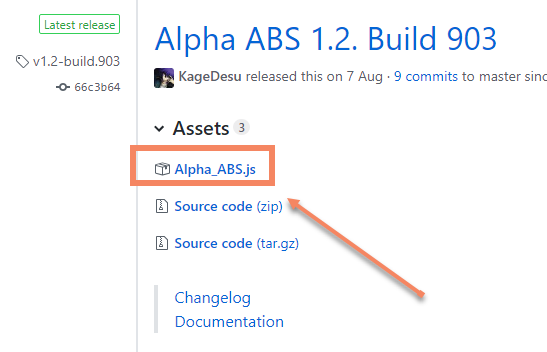 Latest release
v1.2-build.903
66c3b64
Alpha ABS 1.2. Build 903
KageDesu released this on 7 Aug · 9 commits to master sinc
Assets 3
Alpha_ABS.js
Source code (zip)
Source code (tar.gz)
Changelog
Documentation